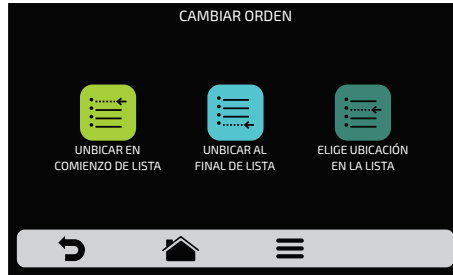 CAMBIAR ORDEN
UNBICAR EN
COMIENZO DE LISTA
UNBICAR AL
FINAL DE LISTA
ELIGE UBICACIÓN
EN LA LISTA